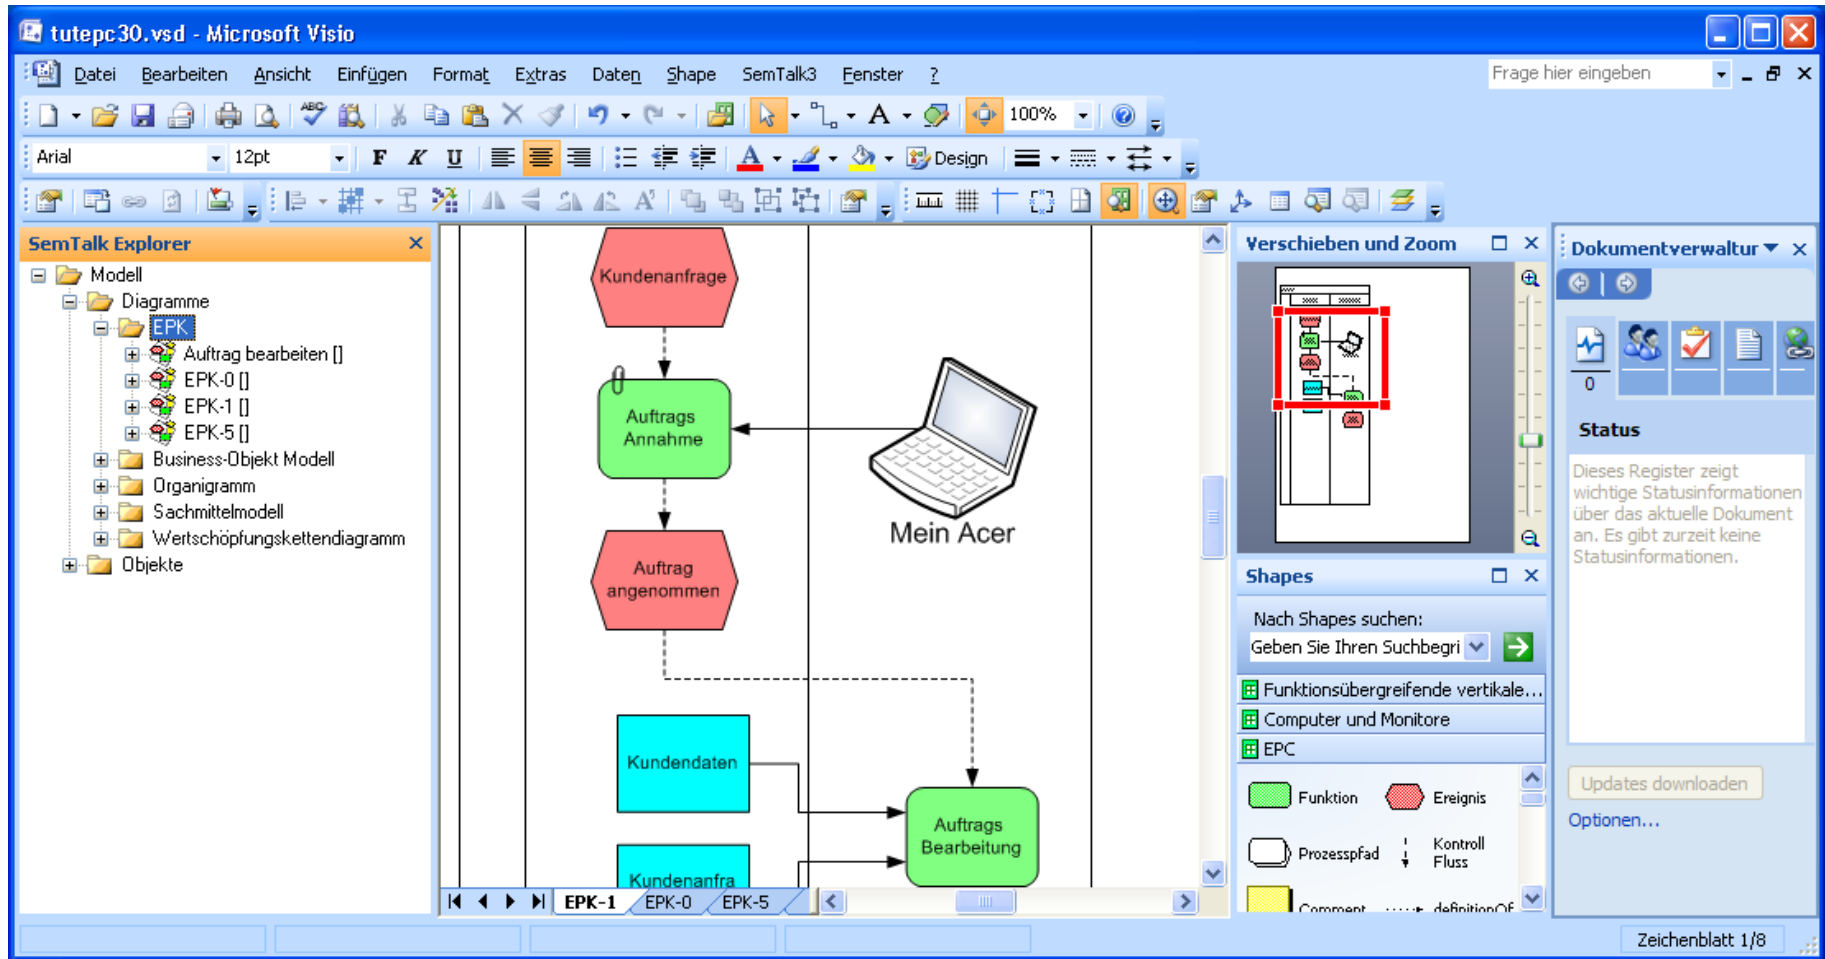 tutepc30.vsd - Microsoft Visio
Datei Bearbeiten Ansicht Einfügen Format Extras Daten Shape SemTalk3 Fenster ?
Frage hier eingeben
ABC
A
100%
Arial
12pt
F K U
A
Design
SemTalk Explorer
Modell
Diagramme
EPK
Auftrag bearbeiten []
EPK-0 []
EPK-1 []
EPK-5 []
Business-Objekt Modell
Organigramm
Sachmittelmodell
Wertschöpfungskettendiagramm
Objekte
Kundenanfrage
Auftrags
Annahme
Mein Acer
Auftrag
angenommen
Kundendaten
Auftrags
Bearbeitung
Kundenanfra
EPK-1 EPK-0 EPK-5
Verschieben und Zoom
Shapes
Nach Shapes suchen:
Geben Sie Ihren Suchbegri
Funktionsübergreifende vertikale...
Computer und Monitore
EPC
Funktion
Ereignis
Prozesspfad
Kontroll
Fluss
Comment
definitionOf
Dokumentverwaltur
0
Status
Dieses Register zeigt
wichtige Statusinformationen
über das aktuelle Dokument
an. Es gibt zurzeit keine
Statusinformationen.
Updates downloaden
Optionen...
Zeichenblatt 1/8